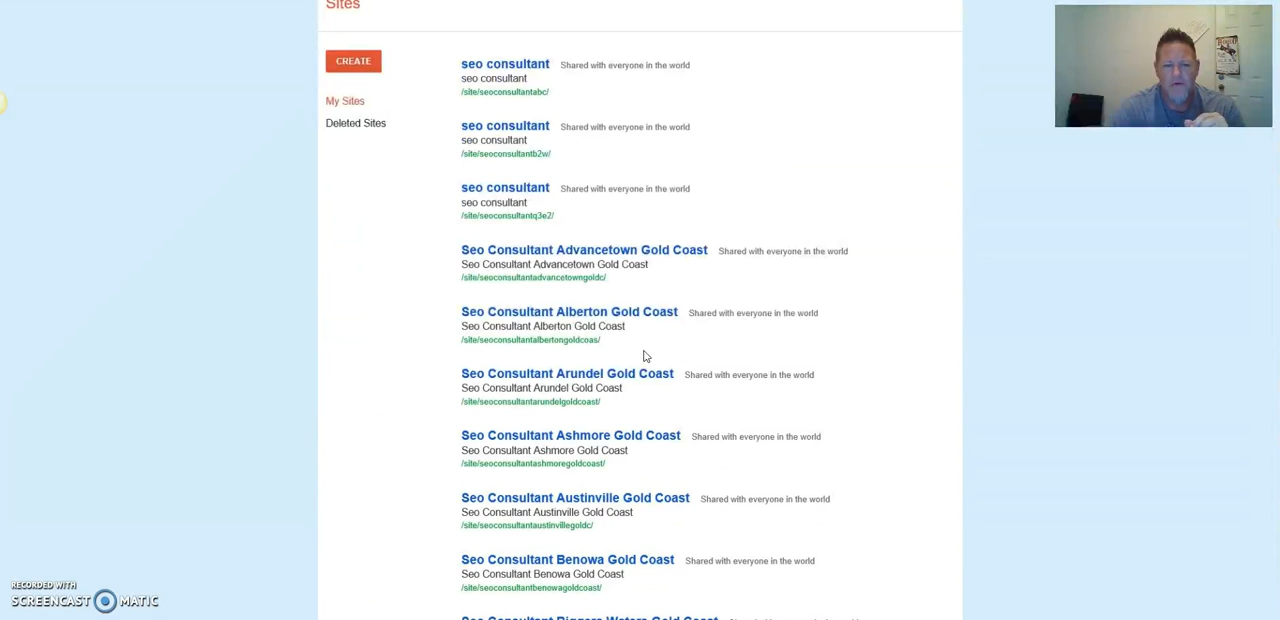 Sites
CREATE
My Sites
Deleted Sites
seo consultant Shared with everyone in the world
seo consultant
/site/seoconsultantabc/
seo consultant Shared with everyone in the world
seo consultant
/site/seoconsultantb2w/
seo consultant Shared with everyone in the world
seo consultant
/site/seoconsultantq3e2/
Seo Consultant Advancetown Gold Coast Shared with everyone in the world
Seo Consultant Advancetown Gold Coast
/site/seoconsultantadvancetowngoldc/
Seo Consultant Alberton Gold Coast Shared with everyone in the world
Seo Consultant Alberton Gold Coast
/site/seoconsultantalbertongoldcoas/
Seo Consultant Arundel Gold Coast Shared with everyone in the world
Seo Consultant Arundel Gold Coast
/site/seoconsultantarundelgoldcoast/
Seo Consultant Ashmore Gold Coast Shared with everyone in the world
Seo Consultant Ashmore Gold Coast
/site/seoconsultantashmoregoldcoast/
Seo Consultant Austinville Gold Coast Shared with everyone in the world
Seo Consultant Austinville Gold Coast
/site/seoconsultantaustinvillegoldc/
Seo Consultant Benowa Gold Coast Shared with everyone in the world
Seo Consultant Benowa Gold Coast
/site/seoconsultantbenowagoldcoast/
Seo Consultant Biggera Waters Gold Coast
RECORDED WITH
SCREENCAST MATIC